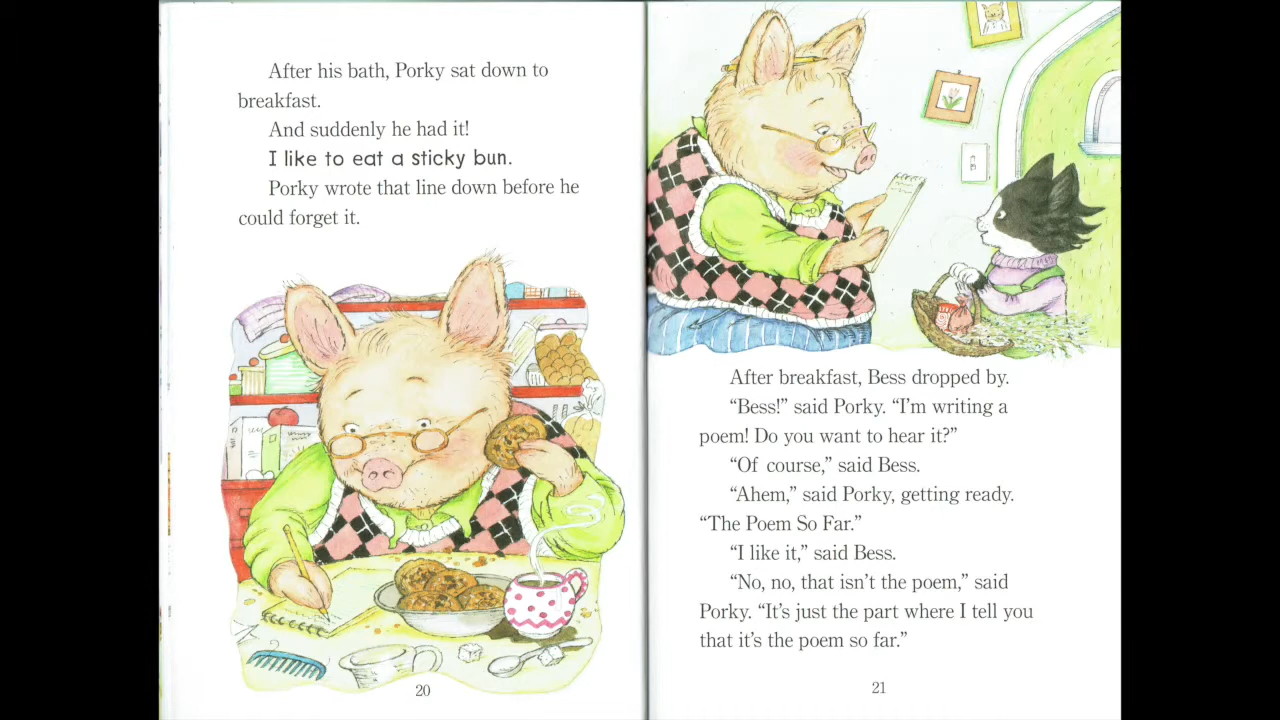 After his bath, Porky sat down to
breakfast.
And suddenly he had it!
I like to eat a sticky bun.
Porky wrote that line down before he
could forget it.
20
After breakfast, Bess dropped by.
“Bess!” said Porky. “I’m writing a
poem! Do you want to hear it?”
“Of course,” said Bess.
“Ahem,” said Porky, getting ready.
“The Poem So Far.”
“I like it,” said Bess.
“No, no, that isn’t the poem,” said
Porky. “It’s just the part where I tell you
that it’s the poem so far.”
21